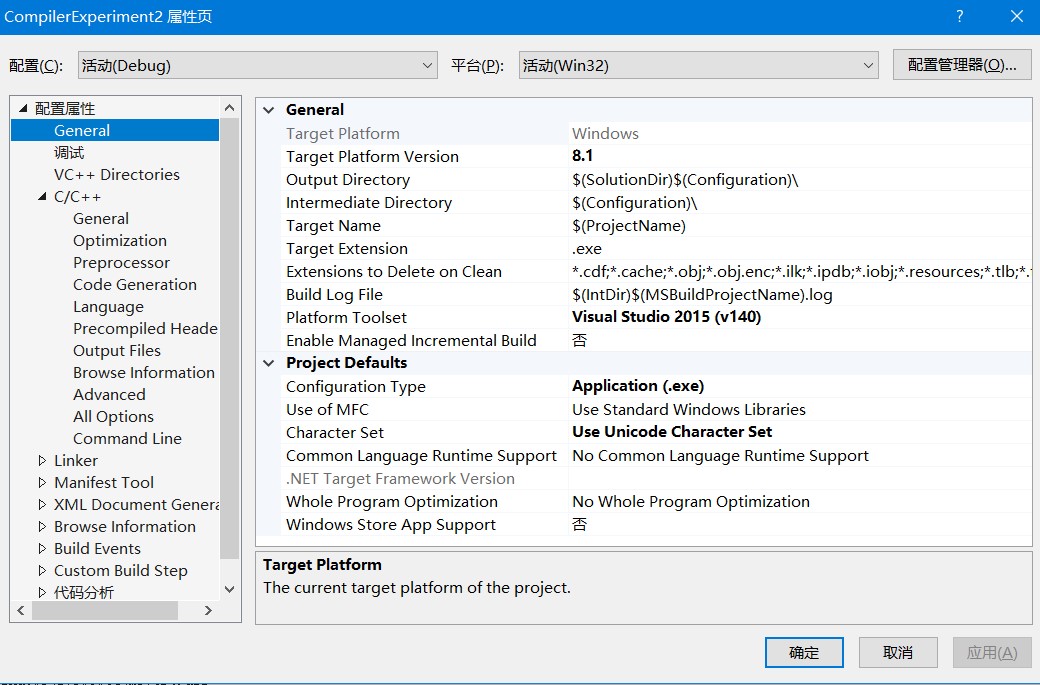 CompilerExperiment2 属性页
配置(C): 活动(Debug) 平台(P): 活动(Win32) 配置管理器(O)...
配置属性
General
调试
VC++ Directories
C/C++
General
Optimization
Preprocessor
Code Generation
Language
Precompiled Heade
Output Files
Browse Information
Advanced
All Options
Command Line
Linker
Manifest Tool
XML Document Genera
Browse Information
Build Events
Custom Build Step
代码分析
General
Target Platform Windows
Target Platform Version 8.1
Output Directory $(SolutionDir)$(Configuration)\
Intermediate Directory $(Configuration)\
Target Name $(ProjectName)
Target Extension .exe
Extensions to Delete on Clean *.cdf;*.cache;*.obj;*.obj.enc;*.ilk;*.ipdb;*.iobj;*.resources;*.tlb;*.
Build Log File $(IntDir)$(MSBuildProjectName).log
Platform Toolset Visual Studio 2015 (v140)
Enable Managed Incremental Build 否
Project Defaults
Configuration Type Application (.exe)
Use of MFC Use Standard Windows Libraries
Character Set Use Unicode Character Set
Common Language Runtime Support No Common Language Runtime Support
.NET Target Framework Version
Whole Program Optimization No Whole Program Optimization
Windows Store App Support 否
Target Platform
The current target platform of the project.
确定 取消 应用(A)